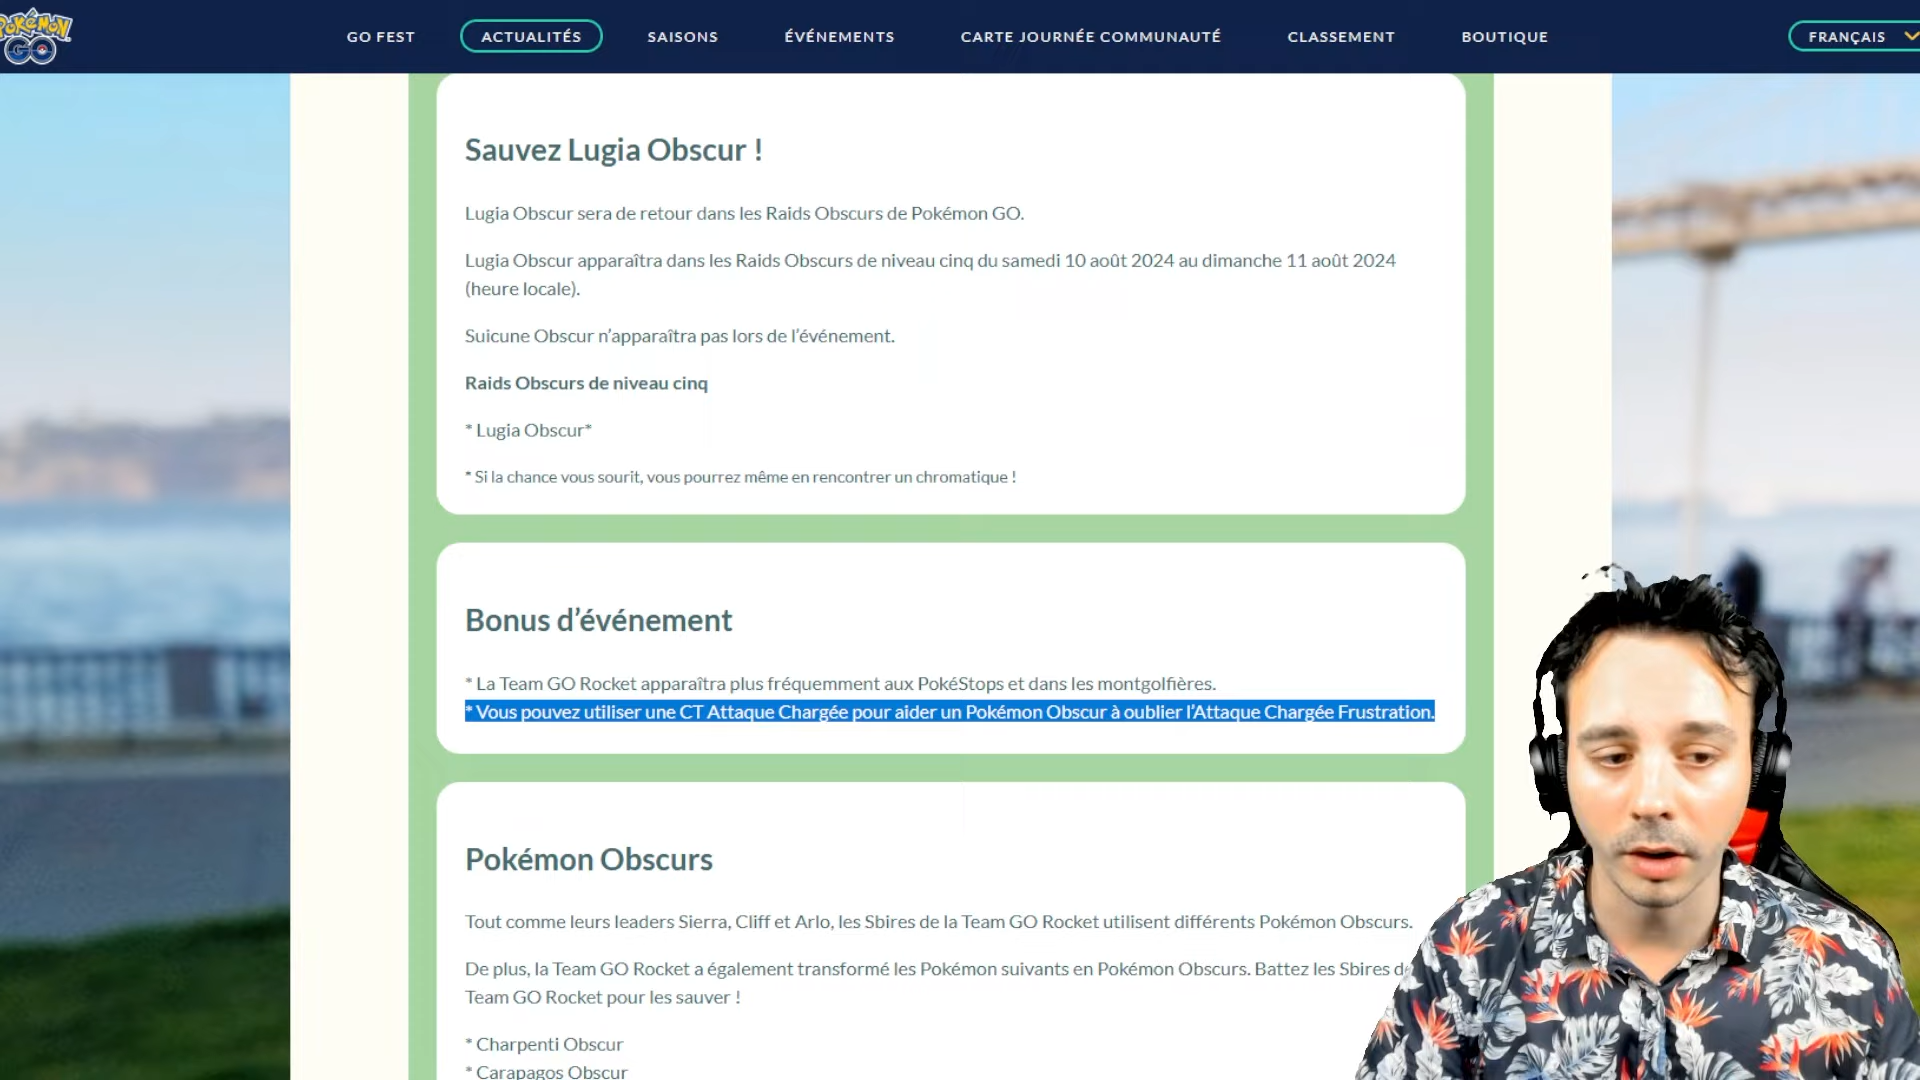 POKÉMON
GO
GO FEST
ACTUALITÉS
SAISONS
ÉVÉNEMENTS
CARTE JOURNÉE COMMUNAUTÉ
CLASSEMENT
BOUTIQUE
FRANÇAIS
Sauvez Lugia Obscur !
Lugia Obscur sera de retour dans les Raids Obscurs de Pokémon GO.
Lugia Obscur apparaîtra dans les Raids Obscurs de niveau cinq du samedi 10 août 2024 au dimanche 11 août 2024
(heure locale).
Suicune Obscur n’apparaîtra pas lors de l’événement.
Raids Obscurs de niveau cinq
* Lugia Obscur*
* Si la chance vous sourit, vous pourrez même en rencontrer un chromatique !
Bonus d’événement
* La Team GO Rocket apparaîtra plus fréquemment aux PokéStops et dans les montgolfières.
* Vous pouvez utiliser une CT Attaque Chargée pour aider un Pokémon Obscur à oublier l’Attaque Chargée Frustration.
Pokémon Obscurs
Tout comme leurs leaders Sierra, Cliff et Arlo, les Sbires de la Team GO Rocket utilisent différents Pokémon Obscurs.
De plus, la Team GO Rocket a également transformé les Pokémon suivants en Pokémon Obscurs. Battez les Sbires
Team GO Rocket pour les sauver !
* Charpenti Obscur
* Carapagos Obscur